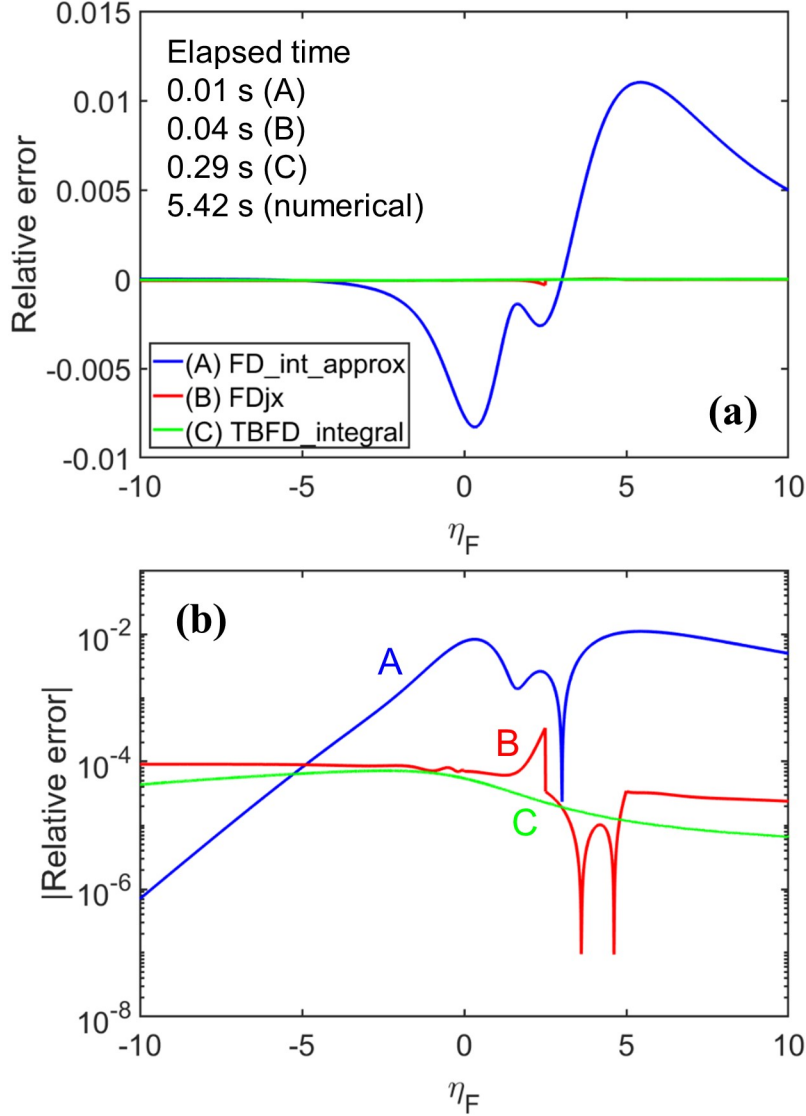 0.015
0.01
0.005
0
-0.005
-0.01
Relative error
Elapsed time
0.01 s (A)
0.04 s (B)
0.29 s (C)
5.42 s (numerical)
(A) FD_int_approx
(B) FDjx
(C) TBFD_integral
(a)
-10 -5 0 5 10
η_F
(b)
10^-2
10^-4
10^-6
10^-8
|Relative error|
A
B
C
-10 -5 0 5 10
η_F